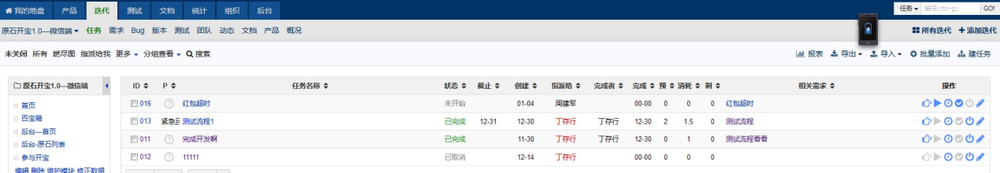 我的地盘 产品 迭代 测试 文档 统计 组织 后台 任务 编号(ctrl+g) GO!
原石开宝1.0—微信端 任务 需求 Bug 版本 测试 团队 动态 文档 产品 概况 所有迭代 添加迭代
未关闭 所有 燃尽图 指派给我 更多 分组查看 搜索 报表 导出 导入 批量添加 建任务
原石开宝1.0—微信端
首页
百宝箱
后台—首页
后台-原石列表
参与开宝
编辑 删除 维护模块 修正数据
ID P 任务名称 状态 截止 创建 指派给 完成者 完成 预 消耗 剩 相关需求 操作
016 ? 红包超时 未开始 01-04 周建军 00-00 0 0 0 红包超时
013 紧急 测试流程1 已完成 12-31 12-30 丁存行 丁存行 12-30 2 1.5 0 测试流程
011 ? 完成开发啊 已完成 11-30 丁存行 丁存行 12-30 0 1 0 测试流程看看
012 ? 11111 已取消 12-14 丁存行 00-00 0 0 0